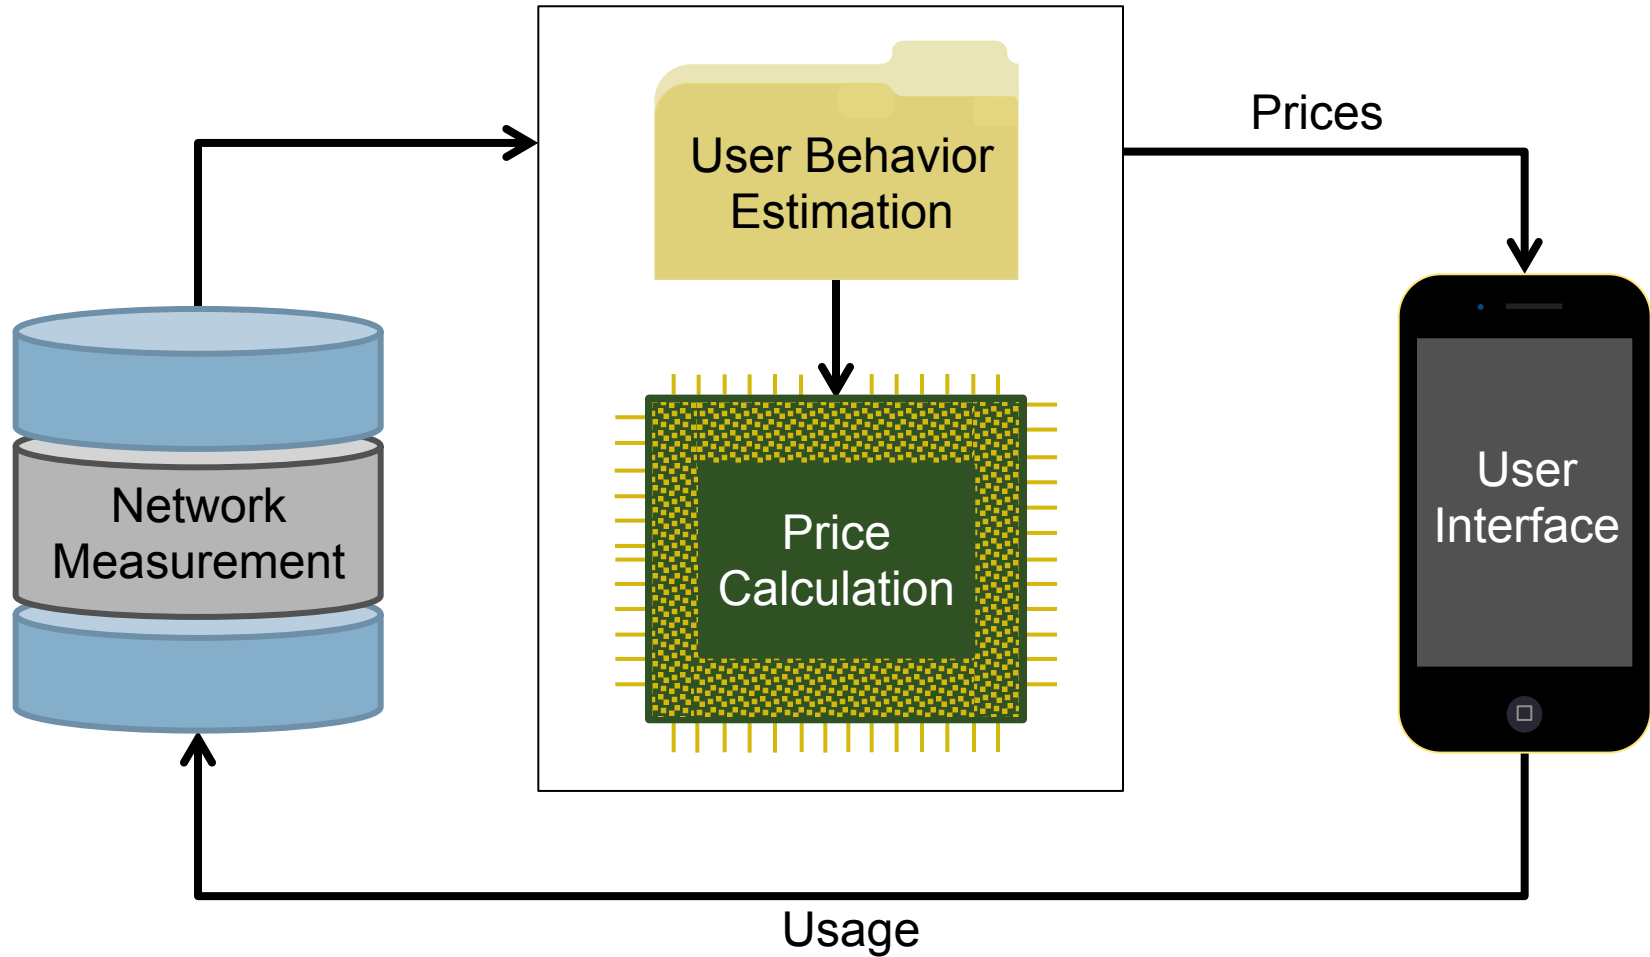 User Behavior
Estimation
Prices
Network
Measurement
Price
Calculation
User
Interface
Usage